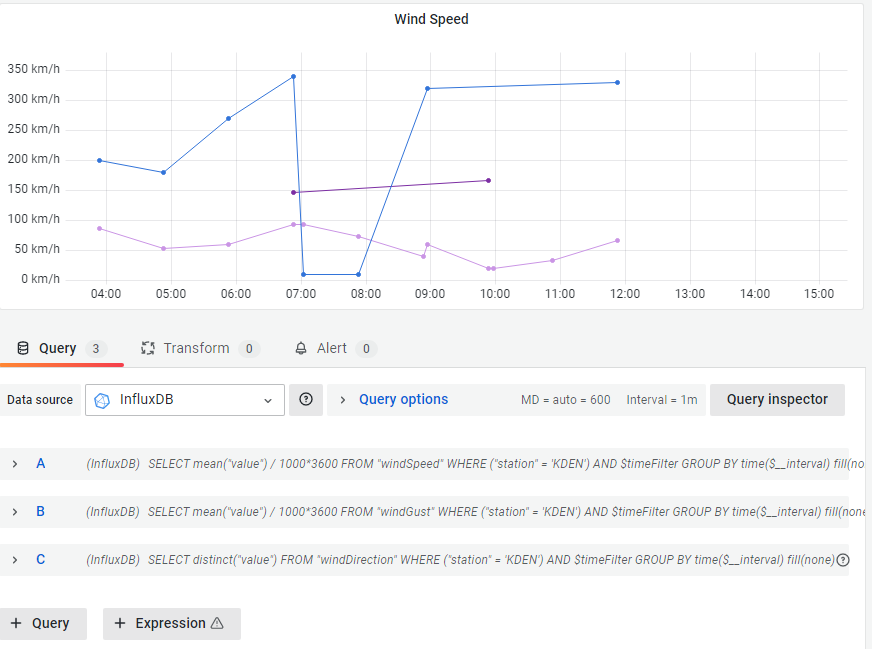 Wind Speed
350 km/h
300 km/h
250 km/h
200 km/h
150 km/h
100 km/h
50 km/h
0 km/h
04:00 05:00 06:00 07:00 08:00 09:00 10:00 11:00 12:00 13:00 14:00 15:00
Query 3 Transform 0 Alert 0
Data source InfluxDB Query options MD = auto = 600 Interval = 1m Query inspector
A (InfluxDB) SELECT mean("value") / 1000*3600 FROM "windSpeed" WHERE ("station" = 'KDEN') AND $timeFilter GROUP BY time($__interval) fill(no
B (InfluxDB) SELECT mean("value") / 1000*3600 FROM "windGust" WHERE ("station" = 'KDEN') AND $timeFilter GROUP BY time($__interval) fill(none
C (InfluxDB) SELECT distinct("value") FROM "windDirection" WHERE ("station" = 'KDEN') AND $timeFilter GROUP BY time($__interval) fill(none)
+ Query + Expression